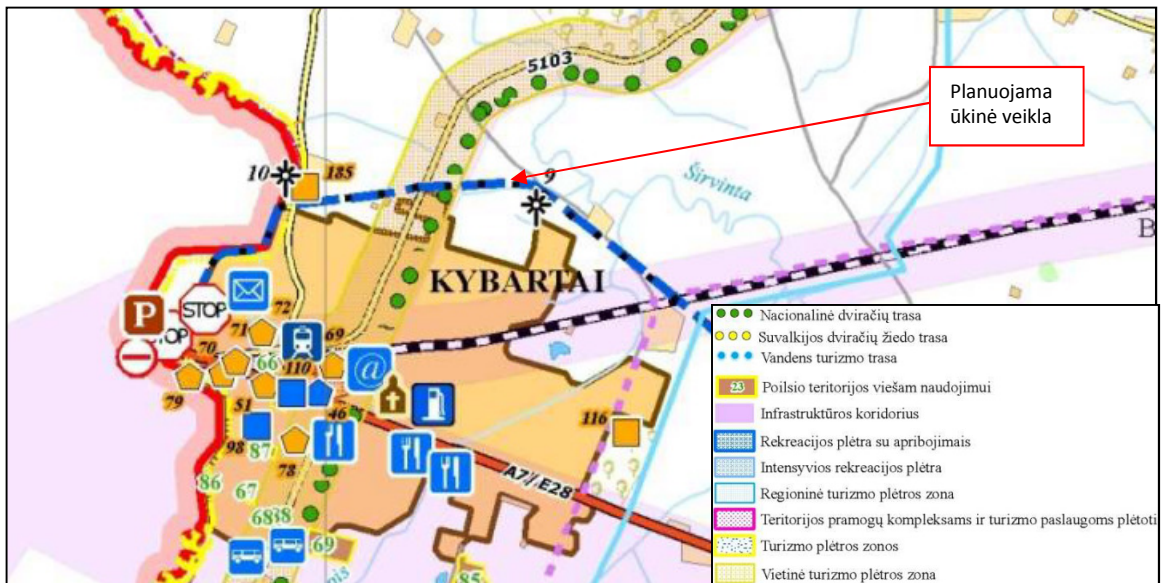 5103
Planuojama
ūkinė veikla
10
185
9
Širvinta
KYBARTAI
B
P
STOP
STOP
72
71
70
69
66
110
@
79
51
46
98
87
78
116
A7/E28
86
67
68
88
69
85
Nacionalinė dviračių trasa
Suvalkijos dviračių žiedo trasa
Vandens turizmo trasa
23 Poilsio teritorijos viešam naudojimui
Infrastruktūros koridorius
Rekreacijos plėtra su apribojimais
Intensyvios rekreacijos plėtra
Regioninė turizmo plėtros zona
Teritorijos pramogų kompleksams ir turizmo paslaugoms plėtoti
Turizmo plėtros zonos
Vietinė turizmo plėtros zona